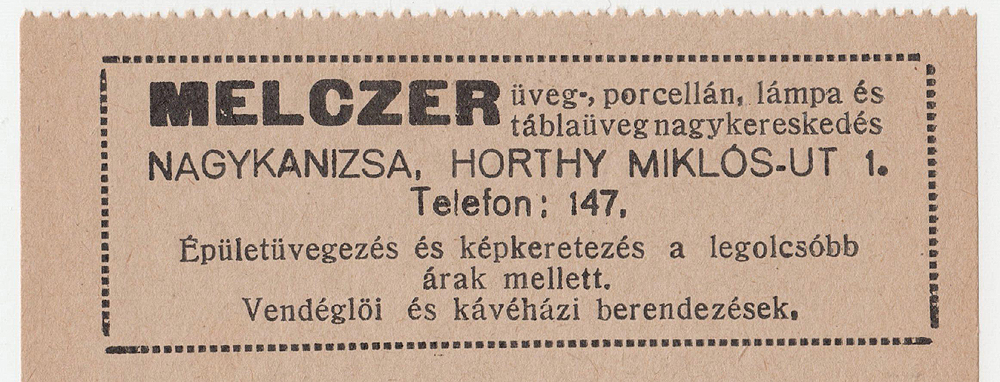 MELCZER üveg-, porcellán, lámpa és
táblaüveg nagykereskedés
NAGYKANIZSA, HORTHY MIKLÓS-UT 1.
Telefon: 147.
Épületüvegezés és képkeretezés a legolcsóbb
árak mellett.
Vendéglöi és kávéházi berendezések.